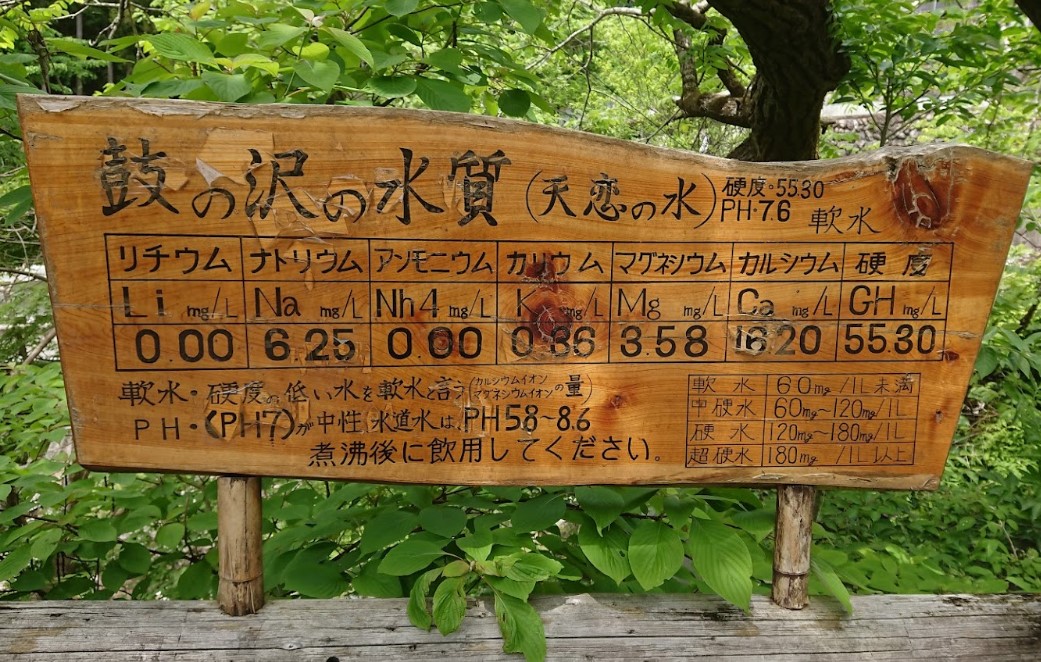 鼓の沢の水質(天恋の水)硬度・55.30
PH・7.6 軟水
リチウム ナトリウム アンモニウム カリウム マグネシウム カルシウム 硬度
Li mg/L Na mg/L Nh4 mg/L K mg/L Mg mg/L Ca mg/L GH mg/L
0.00 6.25 0.00 0.86 3.58 16.20 55.30
軟水・硬度の低い水を軟水と言う(カルシウムイオン マグネシウムイオンの量)
PH・(PH7)が中性 水道水は、PH5.8~8.6
煮沸後に飲用してください。
軟水 60mg/1L未満
中硬水 60mg~120mg/1L
硬水 120mg~180mg/1L
超硬水 180mg/1L以上